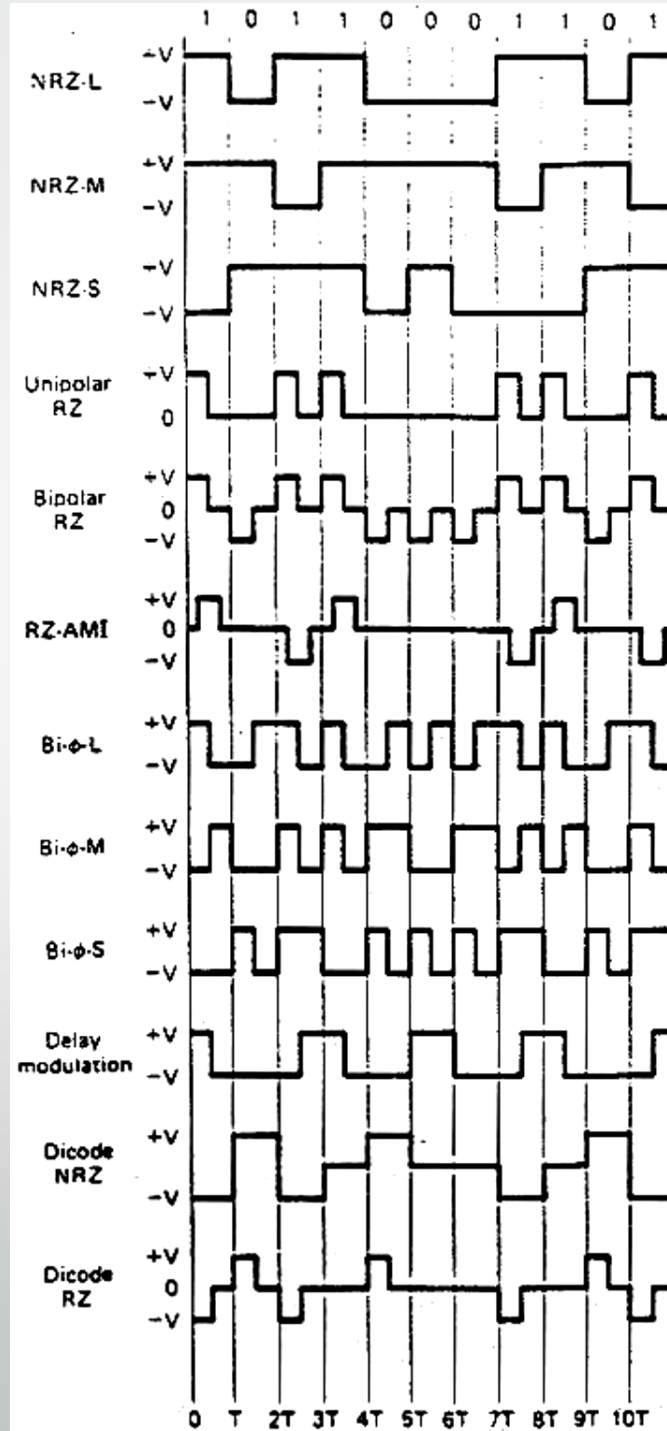 1 0 1 1 0 0 0 1 1 0 1
NRZ-L +V
-V
NRZ-M +V
-V
NRZ-S +V
-V
Unipolar
RZ +V
0
Bipolar
RZ +V
0
-V
RZ-AMI +V
0
-V
Bi-φ-L +V
-V
Bi-φ-M +V
-V
Bi-φ-S +V
-V
Delay
modulation +V
-V
Dicode
NRZ +V
-V
Dicode
RZ +V
0
-V
0 T 2T 3T 4T 5T 6T 7T 8T 9T 10T